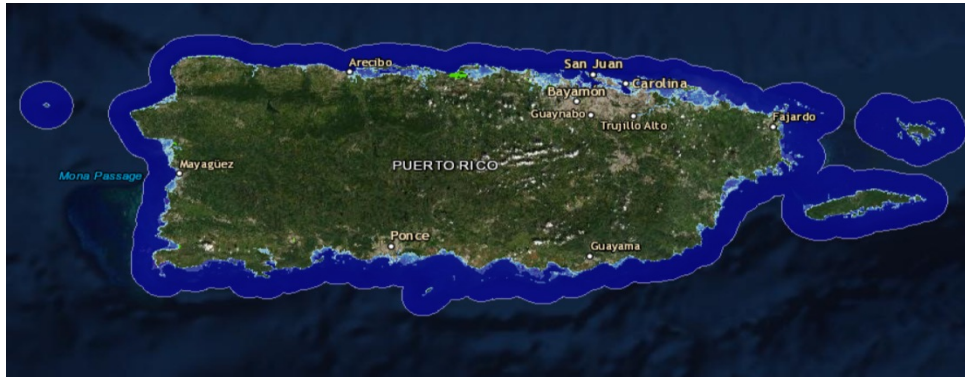 Arecibo
San Juan
Carolina
Bayamon
Guaynabo
Trujillo Alto
Fajardo
Mayagüez
PUERTO RICO
Mona Passage
Ponce
Guayama